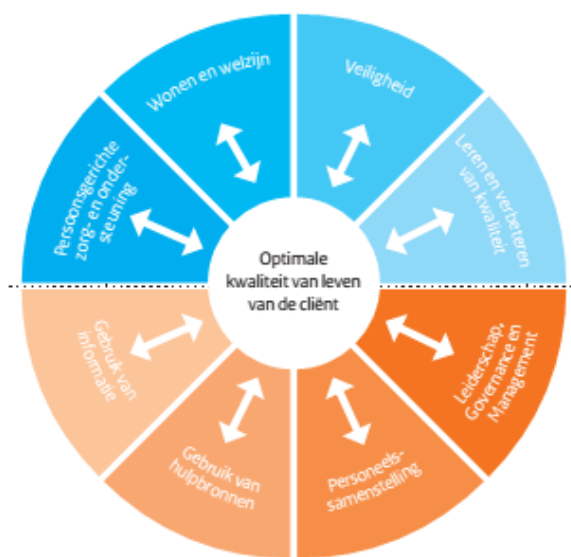 Wonen en welzijn
Veiligheid
Persoonsgerichte
zorg- en onder-
steuning
Leren en verbeteren
van kwaliteit
Optimale
kwaliteit van leven
van de cliënt
Gebruik van
informatie
Leiderschap,
Governance en
Management
Gebruik van
hulpbronnen
Personeels-
samenstelling